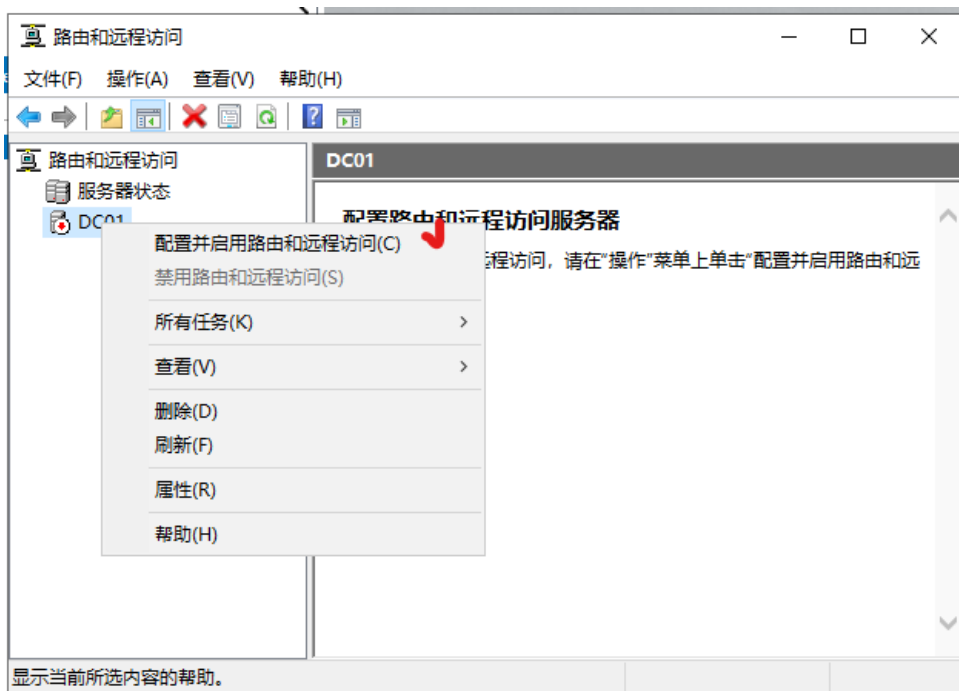 路由和远程访问
文件(F) 操作(A) 查看(V) 帮助(H)
路由和远程访问
服务器状态
DC01
DC01
配置路由和远程访问服务器
程访问，请在"操作"菜单上单击"配置并启用路由和远
配置并启用路由和远程访问(C)
禁用路由和远程访问(S)
所有任务(K)
查看(V)
删除(D)
刷新(F)
属性(R)
帮助(H)
显示当前所选内容的帮助。